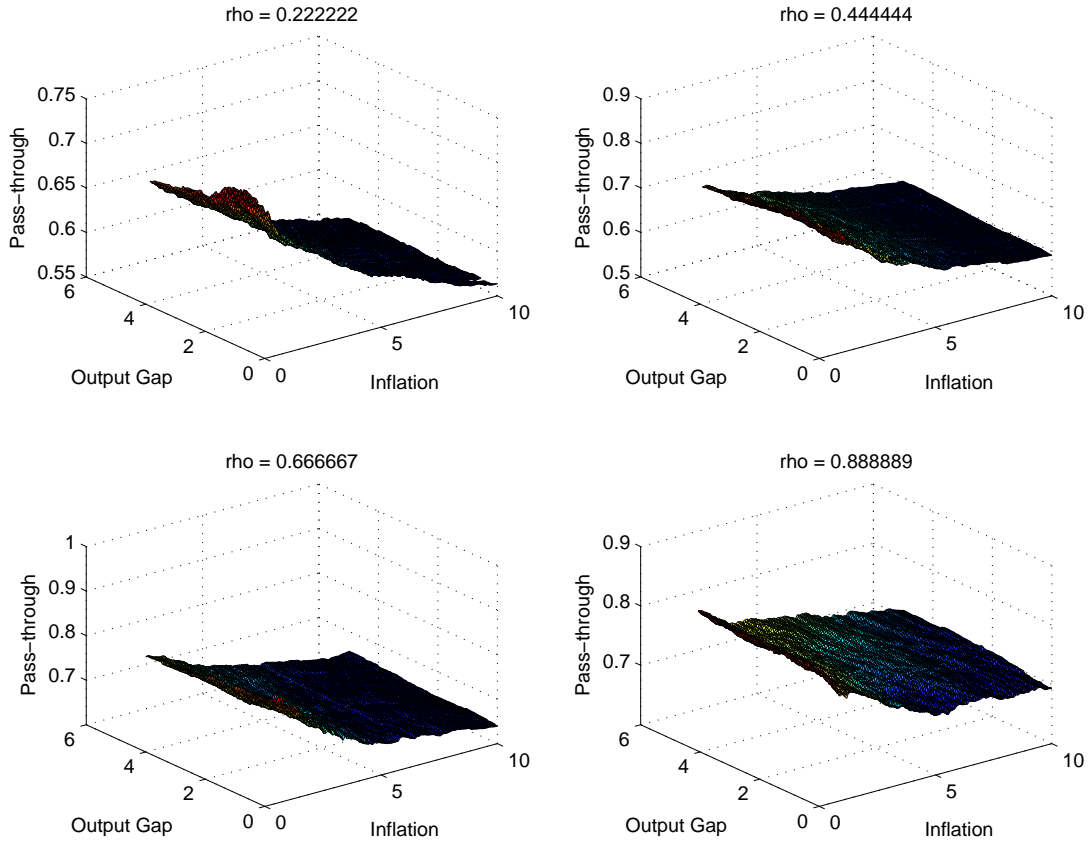 rho = 0.222222
0.75
0.7
0.65
0.6
0.55
Pass−through
6
4
2
0
Output Gap
0
5
10
Inflation
rho = 0.444444
0.9
0.8
0.7
0.6
0.5
Pass−through
6
4
2
0
Output Gap
0
5
10
Inflation
rho = 0.666667
1
0.9
0.8
0.7
Pass−through
6
4
2
0
Output Gap
0
5
10
Inflation
rho = 0.888889
0.9
0.8
0.7
Pass−through
6
4
2
0
Output Gap
0
5
10
Inflation